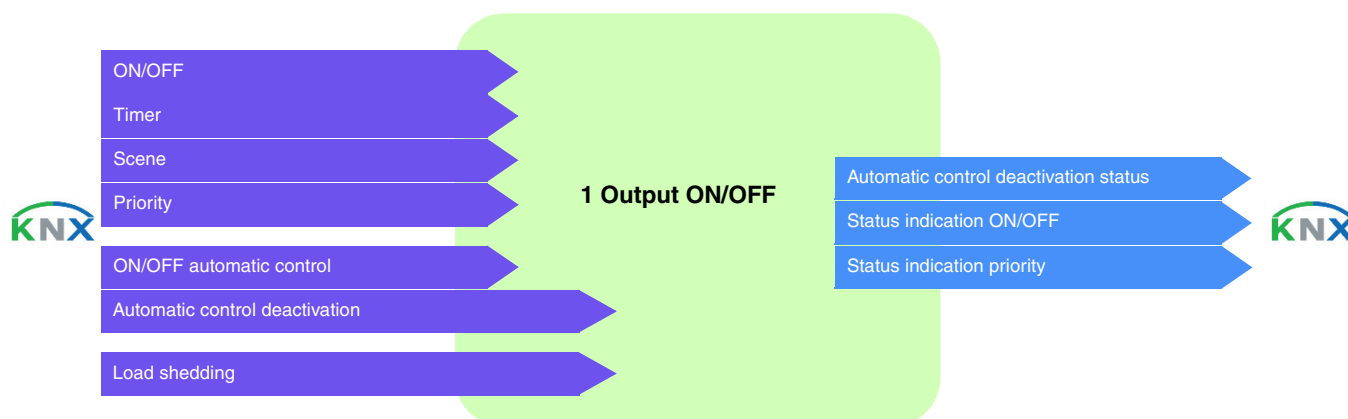 ON/OFF
Timer
Scene
Priority
KNX
ON/OFF automatic control
Automatic control deactivation
Load shedding
1 Output ON/OFF
Automatic control deactivation status
Status indication ON/OFF
Status indication priority
KNX